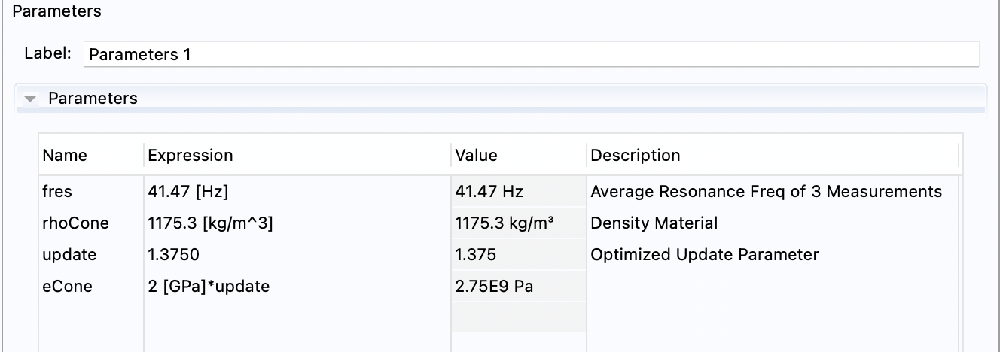 Parameters
Label: Parameters 1
Parameters
Name Expression Value Description
fres 41.47 [Hz] 41.47 Hz Average Resonance Freq of 3 Measurements
rhoCone 1175.3 [kg/m^3] 1175.3 kg/m³ Density Material
update 1.3750 1.375 Optimized Update Parameter
eCone 2 [GPa]*update 2.75E9 Pa